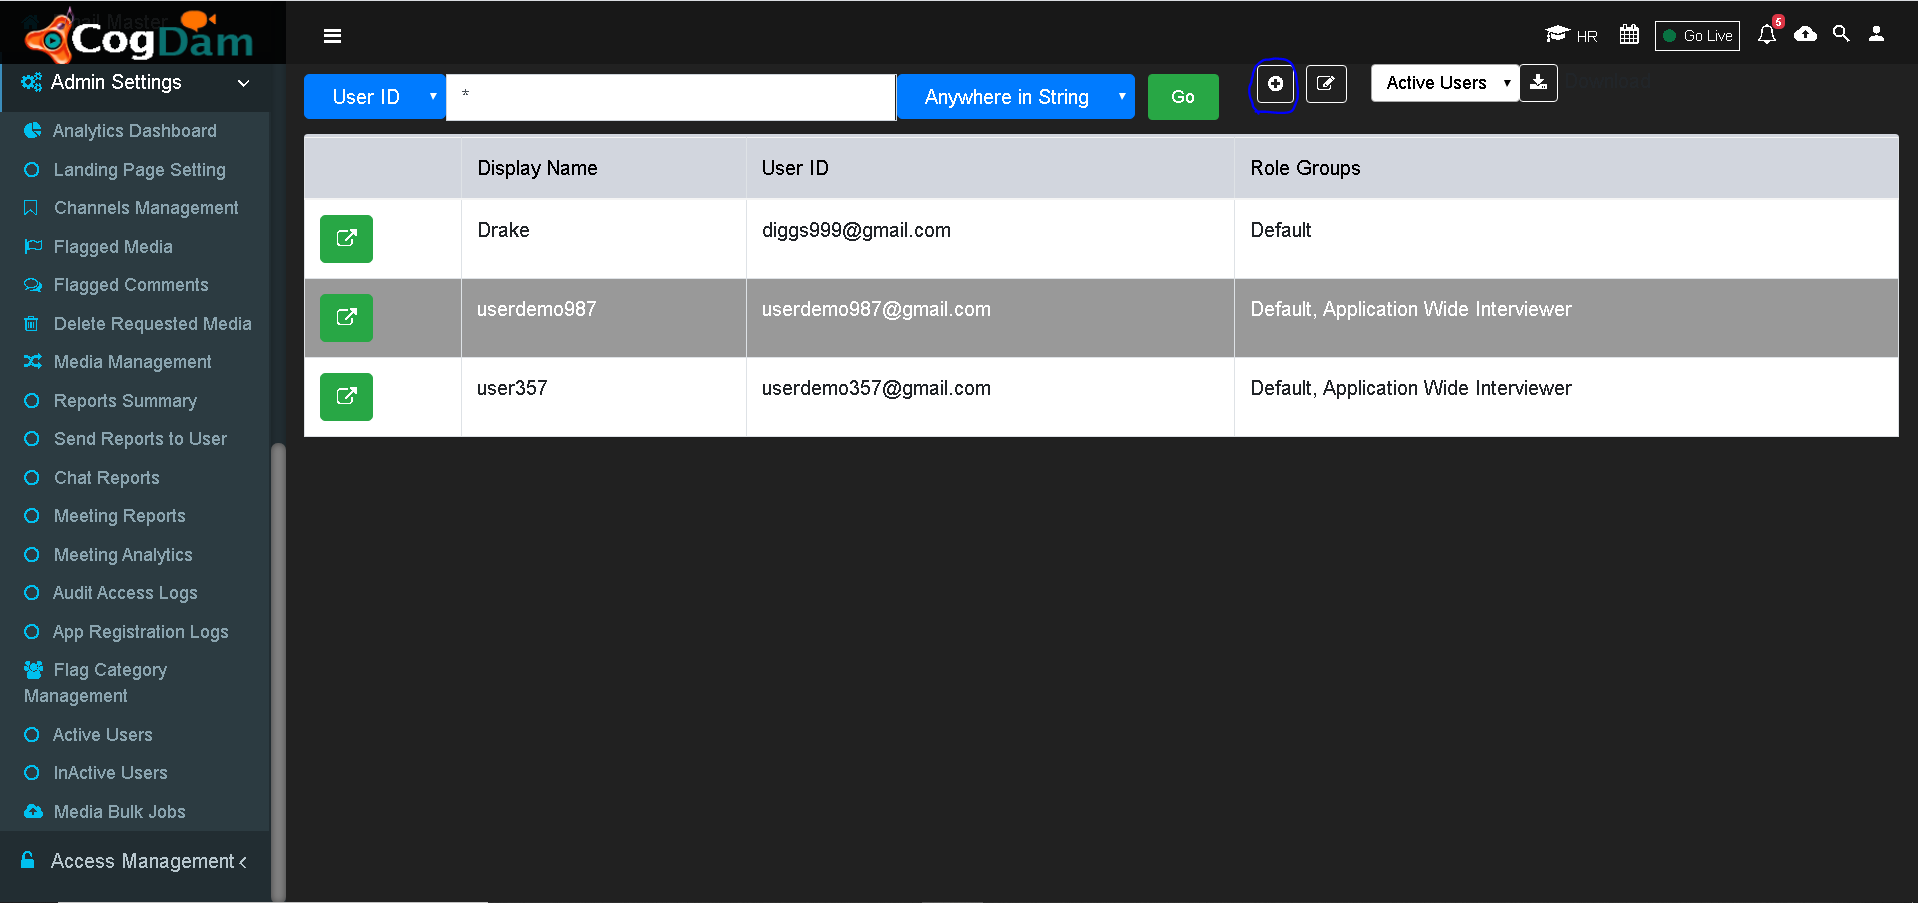 Mail Master
CogDam
HR
Go Live
5
Admin Settings
Analytics Dashboard
Landing Page Setting
Channels Management
Flagged Media
Flagged Comments
Delete Requested Media
Media Management
Reports Summary
Send Reports to User
Chat Reports
Meeting Reports
Meeting Analytics
Audit Access Logs
App Registration Logs
Flag Category
Management
Active Users
InActive Users
Media Bulk Jobs
Access Management
User ID * Anywhere in String Go Active Users Download
Display Name User ID Role Groups
Drake diggs999@gmail.com Default
userdemo987 userdemo987@gmail.com Default, Application Wide Interviewer
user357 userdemo357@gmail.com Default, Application Wide Interviewer